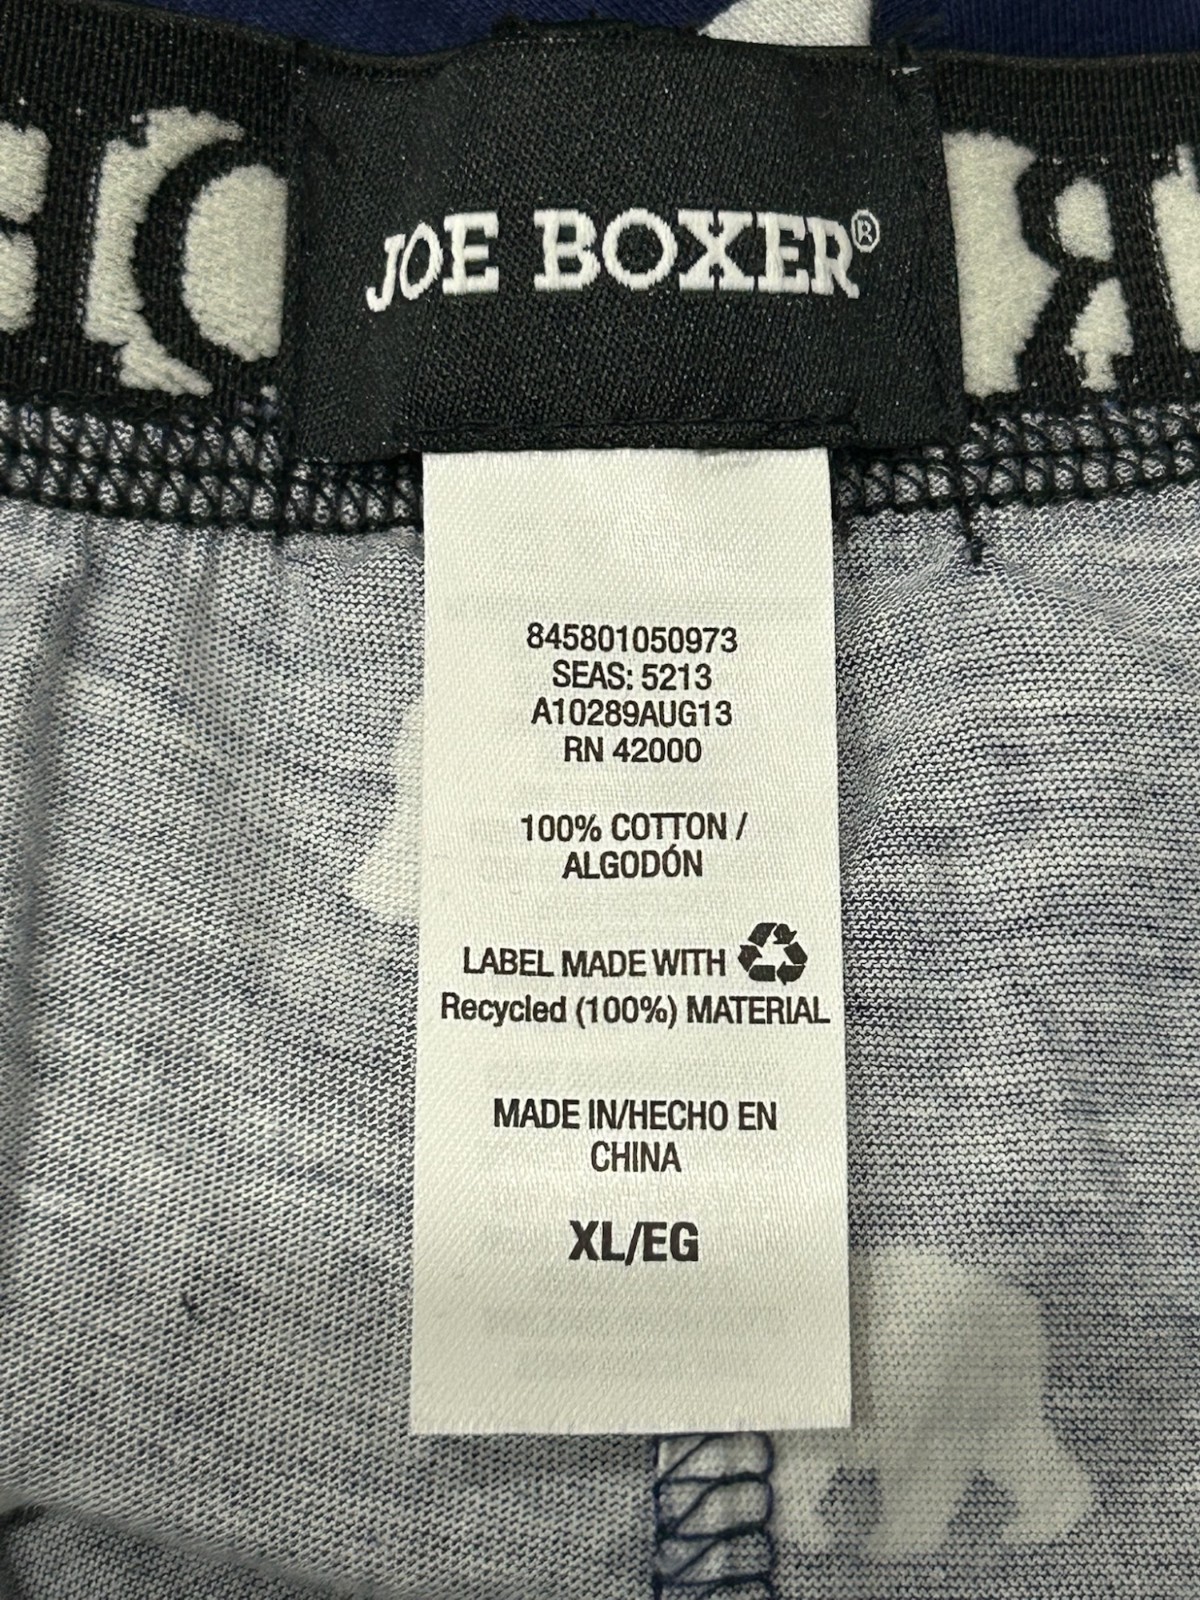 JOE BOXER®
845801050973
SEAS: 5213
A10289AUG13
RN 42000
100% COTTON /
ALGODÓN
LABEL MADE WITH
Recycled (100%) MATERIAL
MADE IN/HECHO EN
CHINA
XL/EG